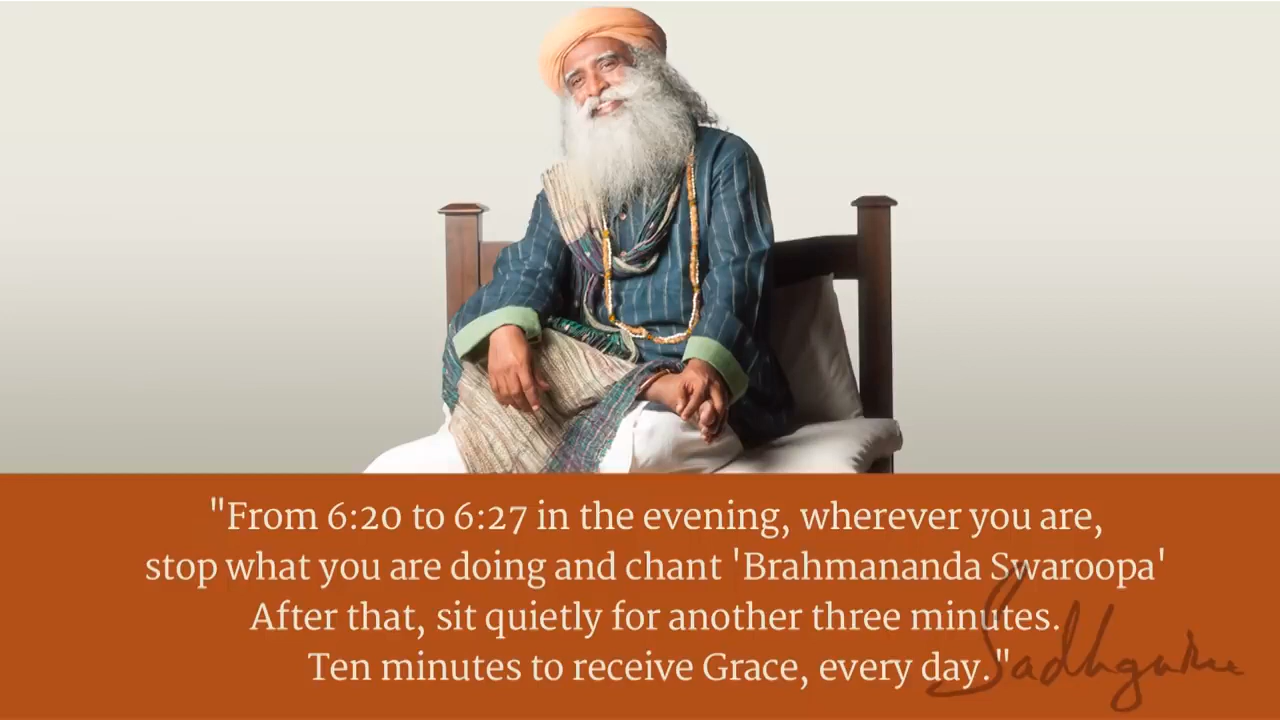 "From 6:20 to 6:27 in the evening, wherever you are,
stop what you are doing and chant 'Brahmananda Swaroopa'
After that, sit quietly for another three minutes.
Ten minutes to receive Grace, every day."
Sadhguru